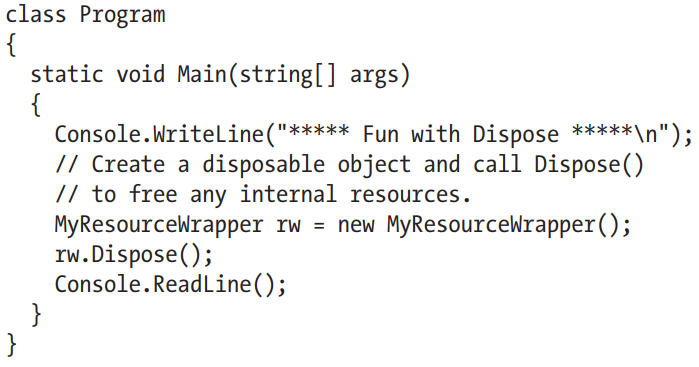 class Program
{
  static void Main(string[] args)
  {
    Console.WriteLine("***** Fun with Dispose *****\n");
    // Create a disposable object and call Dispose()
    // to free any internal resources.
    MyResourceWrapper rw = new MyResourceWrapper();
    rw.Dispose();
    Console.ReadLine();
  }
}